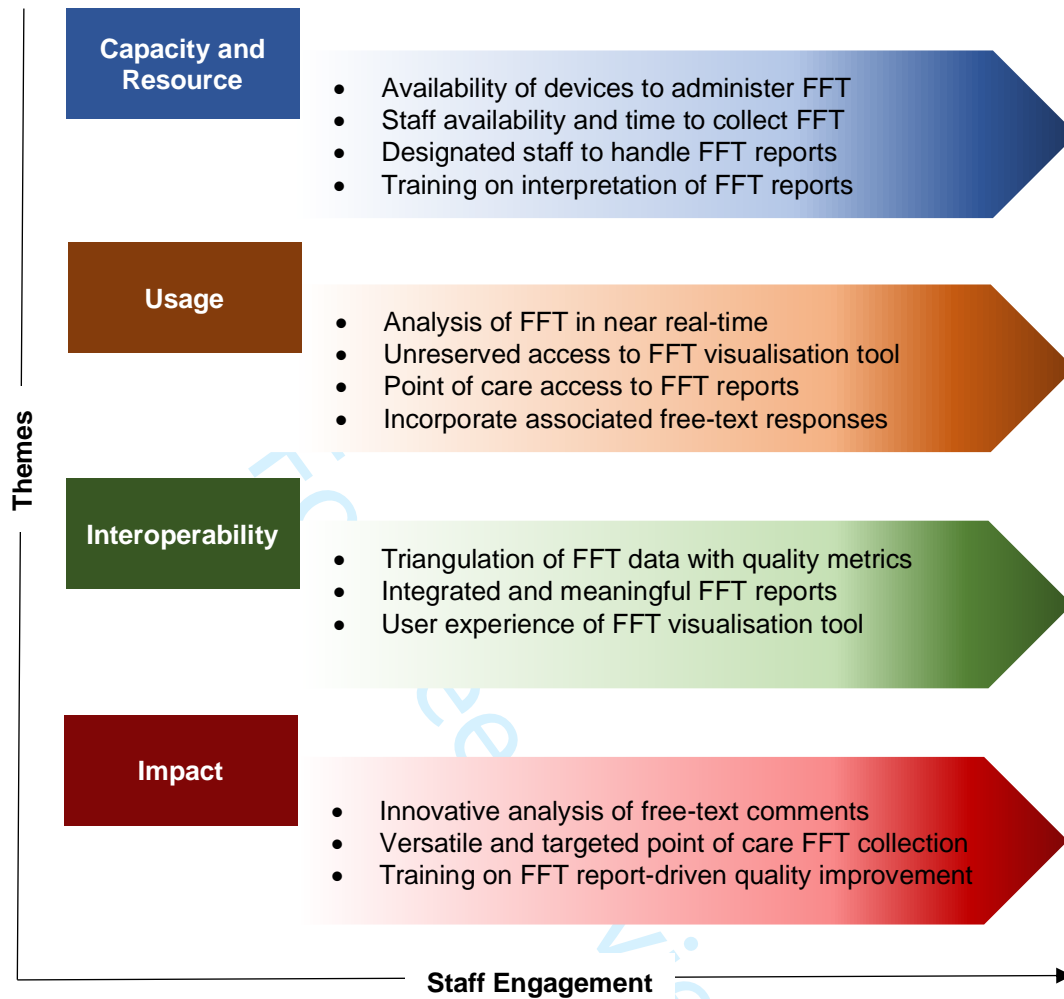 Capacity and
Resource
• Availability of devices to administer FFT
• Staff availability and time to collect FFT
• Designated staff to handle FFT reports
• Training on interpretation of FFT reports
Usage
• Analysis of FFT in near real-time
• Unreserved access to FFT visualisation tool
• Point of care access to FFT reports
• Incorporate associated free-text responses
Themes
Interoperability
• Triangulation of FFT data with quality metrics
• Integrated and meaningful FFT reports
• User experience of FFT visualisation tool
Impact
• Innovative analysis of free-text comments
• Versatile and targeted point of care FFT collection
• Training on FFT report-driven quality improvement
Staff Engagement